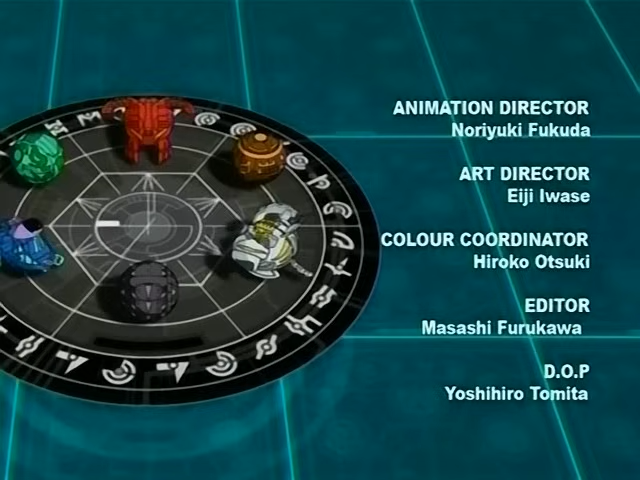 ANIMATION DIRECTOR
Noriyuki Fukuda
ART DIRECTOR
Eiji Iwase
COLOUR COORDINATOR
Hiroko Otsuki
EDITOR
Masashi Furukawa
D.O.P
Yoshihiro Tomita